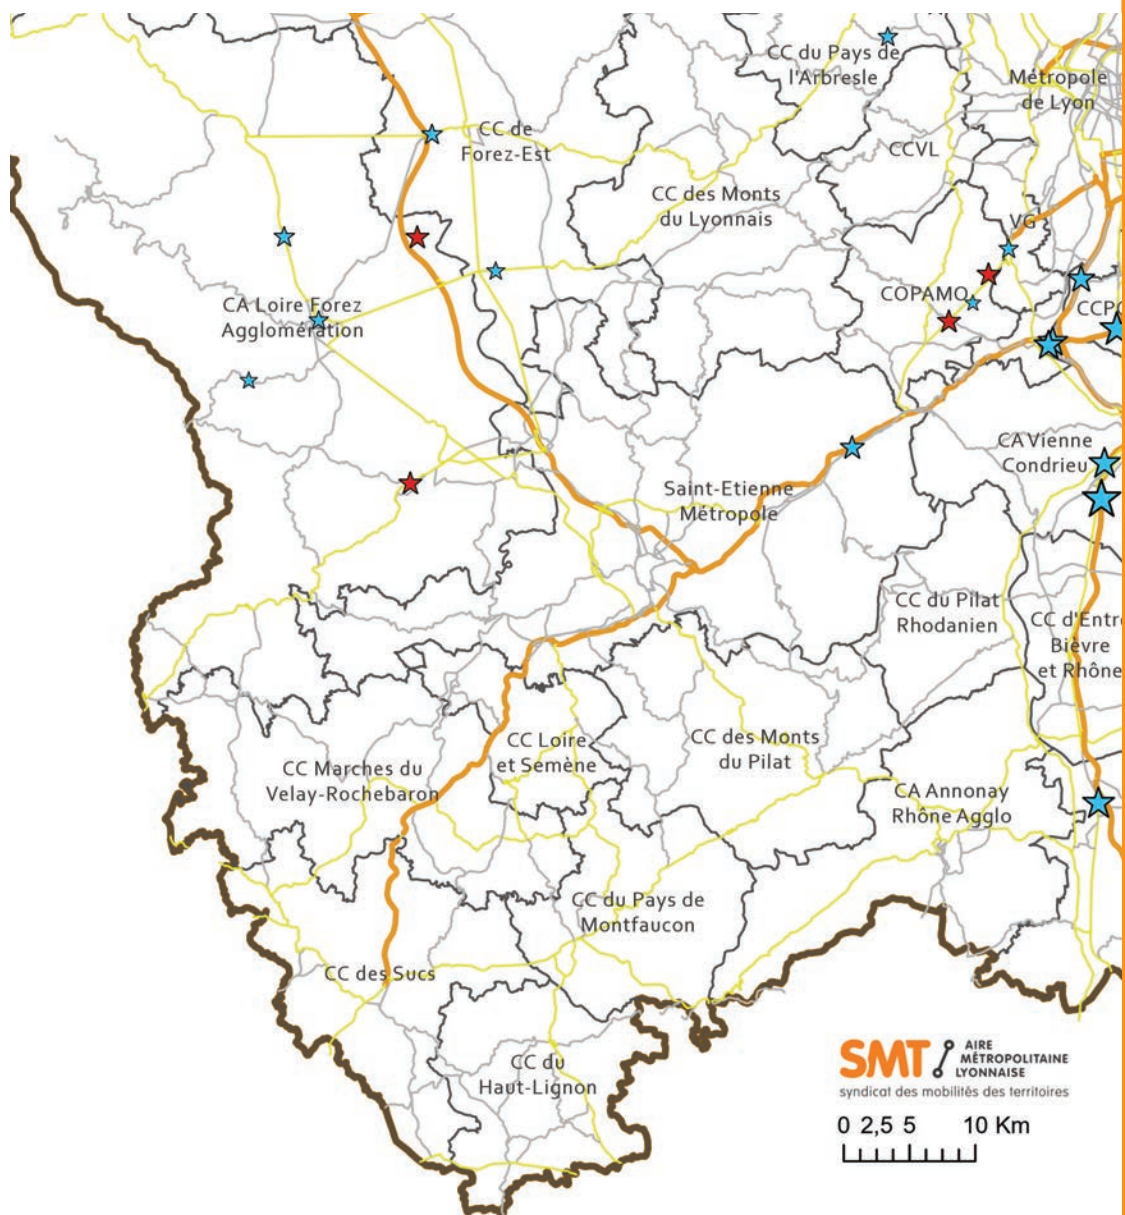 CC du Pays de
l'Arbresle
Métropole
de Lyon
CC de
Forez-Est
CCVL
CC des Monts
du Lyonnais
VG
COPAMO
CCPO
CA Loire Forez
Agglomération
CA Vienne
Condrieu
Saint-Etienne
Métropole
CC du Pilat
Rhodanien
CC d'Entre
Bièvre
et Rhône
CC Loire
et Semène
CC des Monts
du Pilat
CC Marches du
Velay-Rochebaron
CA Annonay
Rhône Agglo
CC du Pays de
Montfaucon
CC des Sucs
CC du
Haut-Lignon
SMT
AIRE
MÉTROPOLITAINE
LYONNAISE
syndicat des mobilités des territoires
0 2,5 5 10 Km